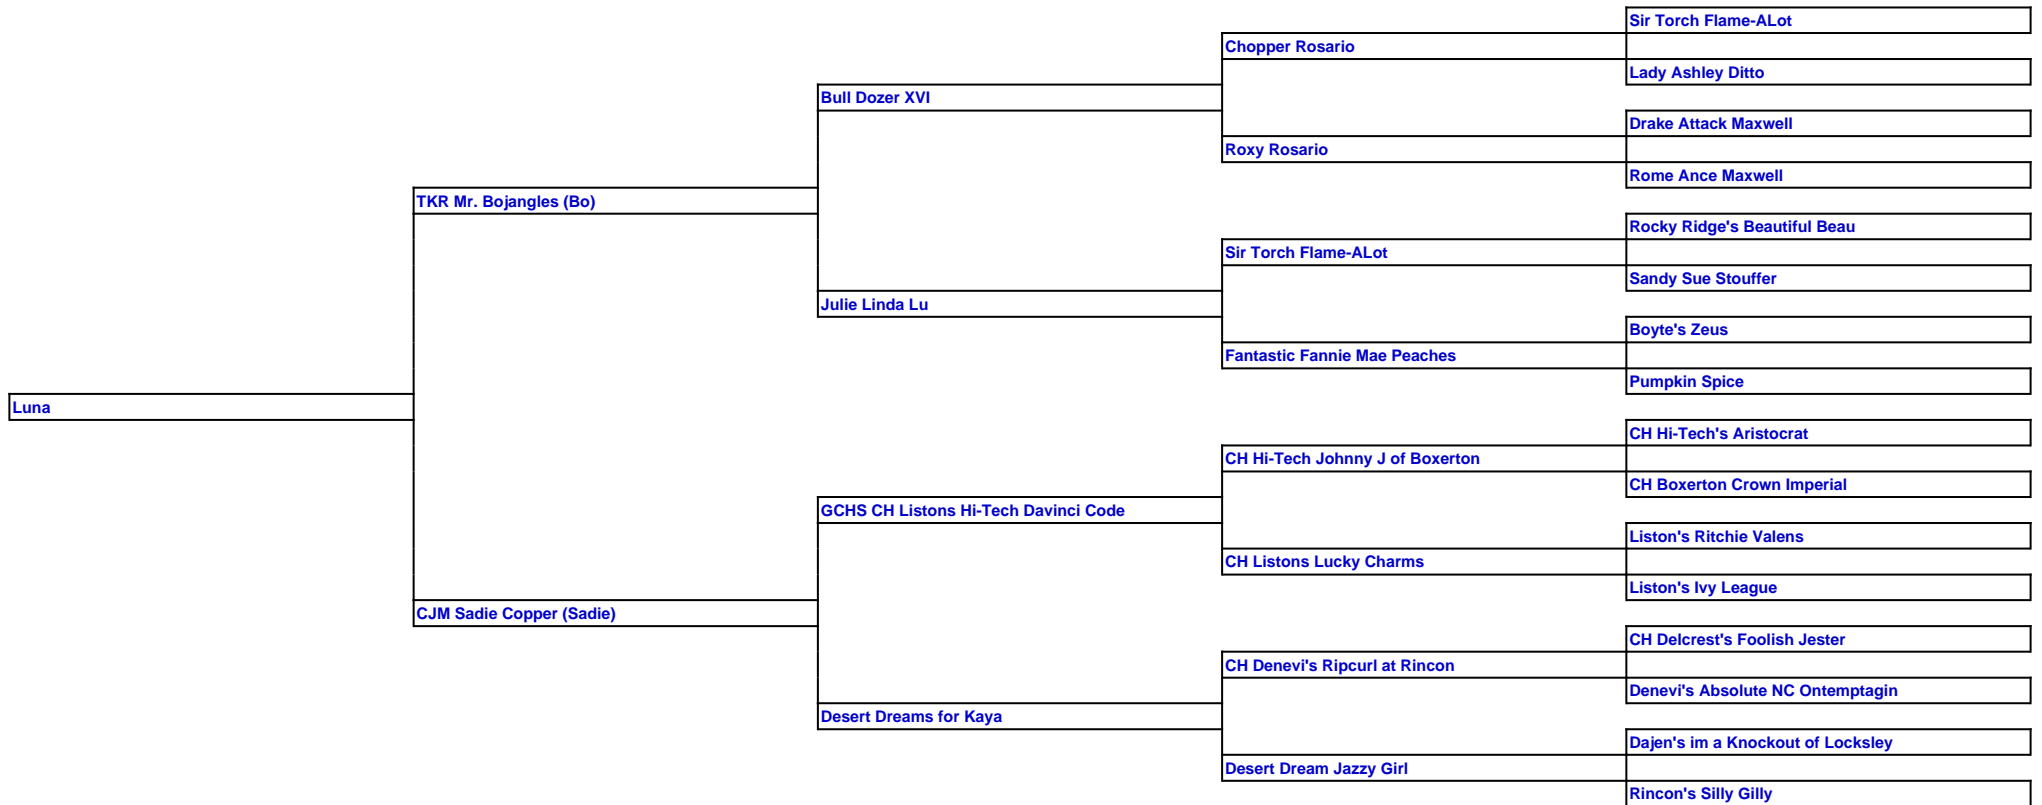 Sir Torch Flame-ALot
Chopper Rosario
Lady Ashley Ditto
Bull Dozer XVI
Drake Attack Maxwell
Roxy Rosario
Rome Ance Maxwell
TKR Mr. Bojangles (Bo)
Rocky Ridge's Beautiful Beau
Sir Torch Flame-ALot
Sandy Sue Stouffer
Julie Linda Lu
Boyte's Zeus
Fantastic Fannie Mae Peaches
Pumpkin Spice
Luna
CH Hi-Tech's Aristocrat
CH Hi-Tech Johnny J of Boxerton
CH Boxerton Crown Imperial
GCHS CH Listons Hi-Tech Davinci Code
Liston's Ritchie Valens
CH Listons Lucky Charms
Liston's Ivy League
CJM Sadie Copper (Sadie)
CH Delcrest's Foolish Jester
CH Denevi's Ripcurl at Rincon
Denevi's Absolute NC Ontemptagin
Desert Dreams for Kaya
Dajen's im a Knockout of Locksley
Desert Dream Jazzy Girl
Rincon's Silly Gilly